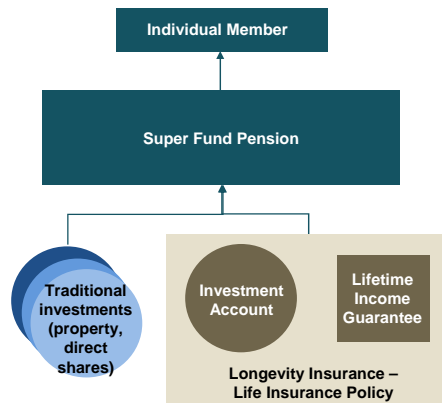 Individual Member
Super Fund Pension
Traditional
investments
(property,
direct
shares)
Investment
Account
Lifetime
Income
Guarantee
Longevity Insurance –
Life Insurance Policy